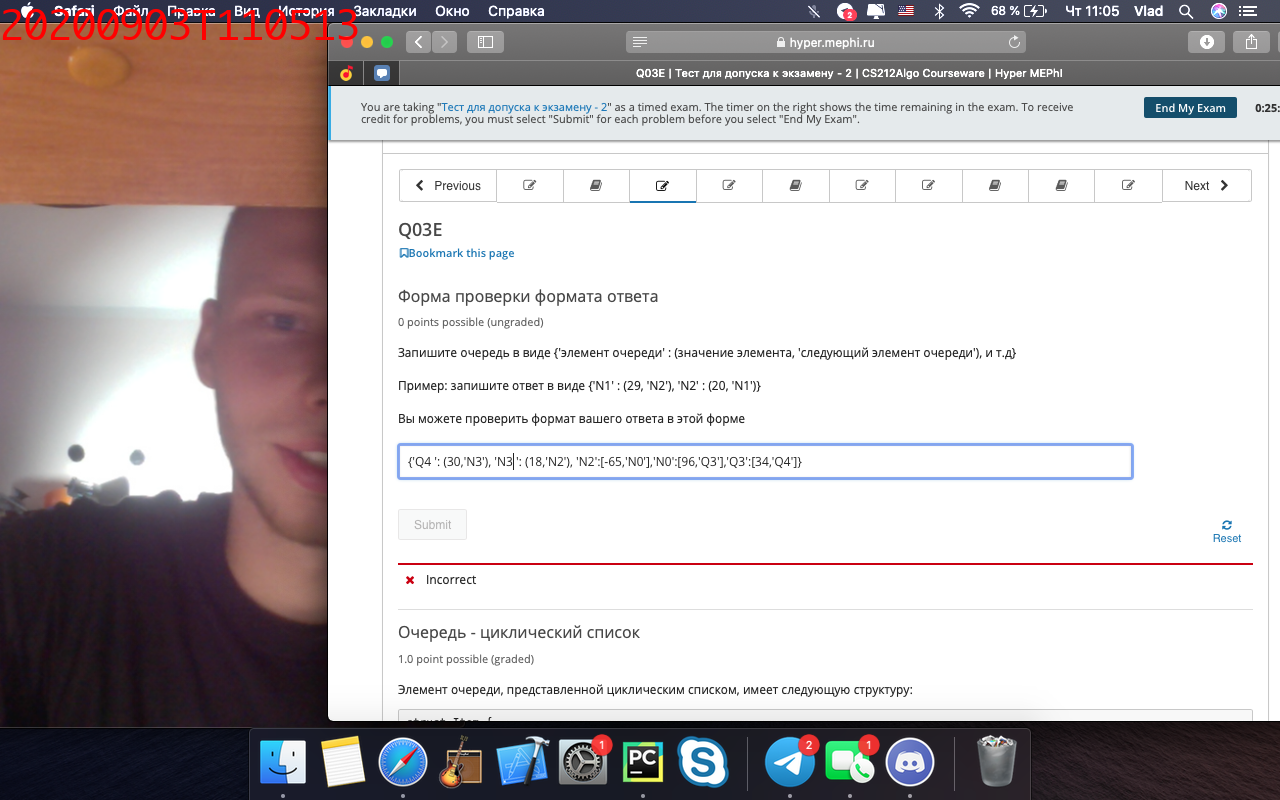 20200903T110513
Safari Файл Правка Вид История Закладки Окно Справка
2
68 % Чт 11:05 Vlad
hyper.mephi.ru
Q03E | Тест для допуска к экзамену - 2 | CS212Algo Courseware | Hyper MEPhI
You are taking "Тест для допуска к экзамену - 2" as a timed exam. The timer on the right shows the time remaining in the exam. To receive
credit for problems, you must select "Submit" for each problem before you select "End My Exam".
End My Exam
0:25:
Previous
Next
Q03E
Bookmark this page
Форма проверки формата ответа
0 points possible (ungraded)
Запишите очередь в виде {'элемент очереди' : (значение элемента, 'следующий элемент очереди'), и т.д}
Пример: запишите ответ в виде {'N1' : (29, 'N2'), 'N2' : (20, 'N1')}
Вы можете проверить формат вашего ответа в этой форме
{'Q4 ': (30,'N3'), 'N3 ': (18,'N2'), 'N2':[-65,'N0'],'N0':[96,'Q3'],'Q3':[34,'Q4']}
Submit
Reset
Incorrect
Очередь - циклический список
1.0 point possible (graded)
Элемент очереди, представленной циклическим списком, имеет следующую структуру:
struct Item {
1
PC
2
1